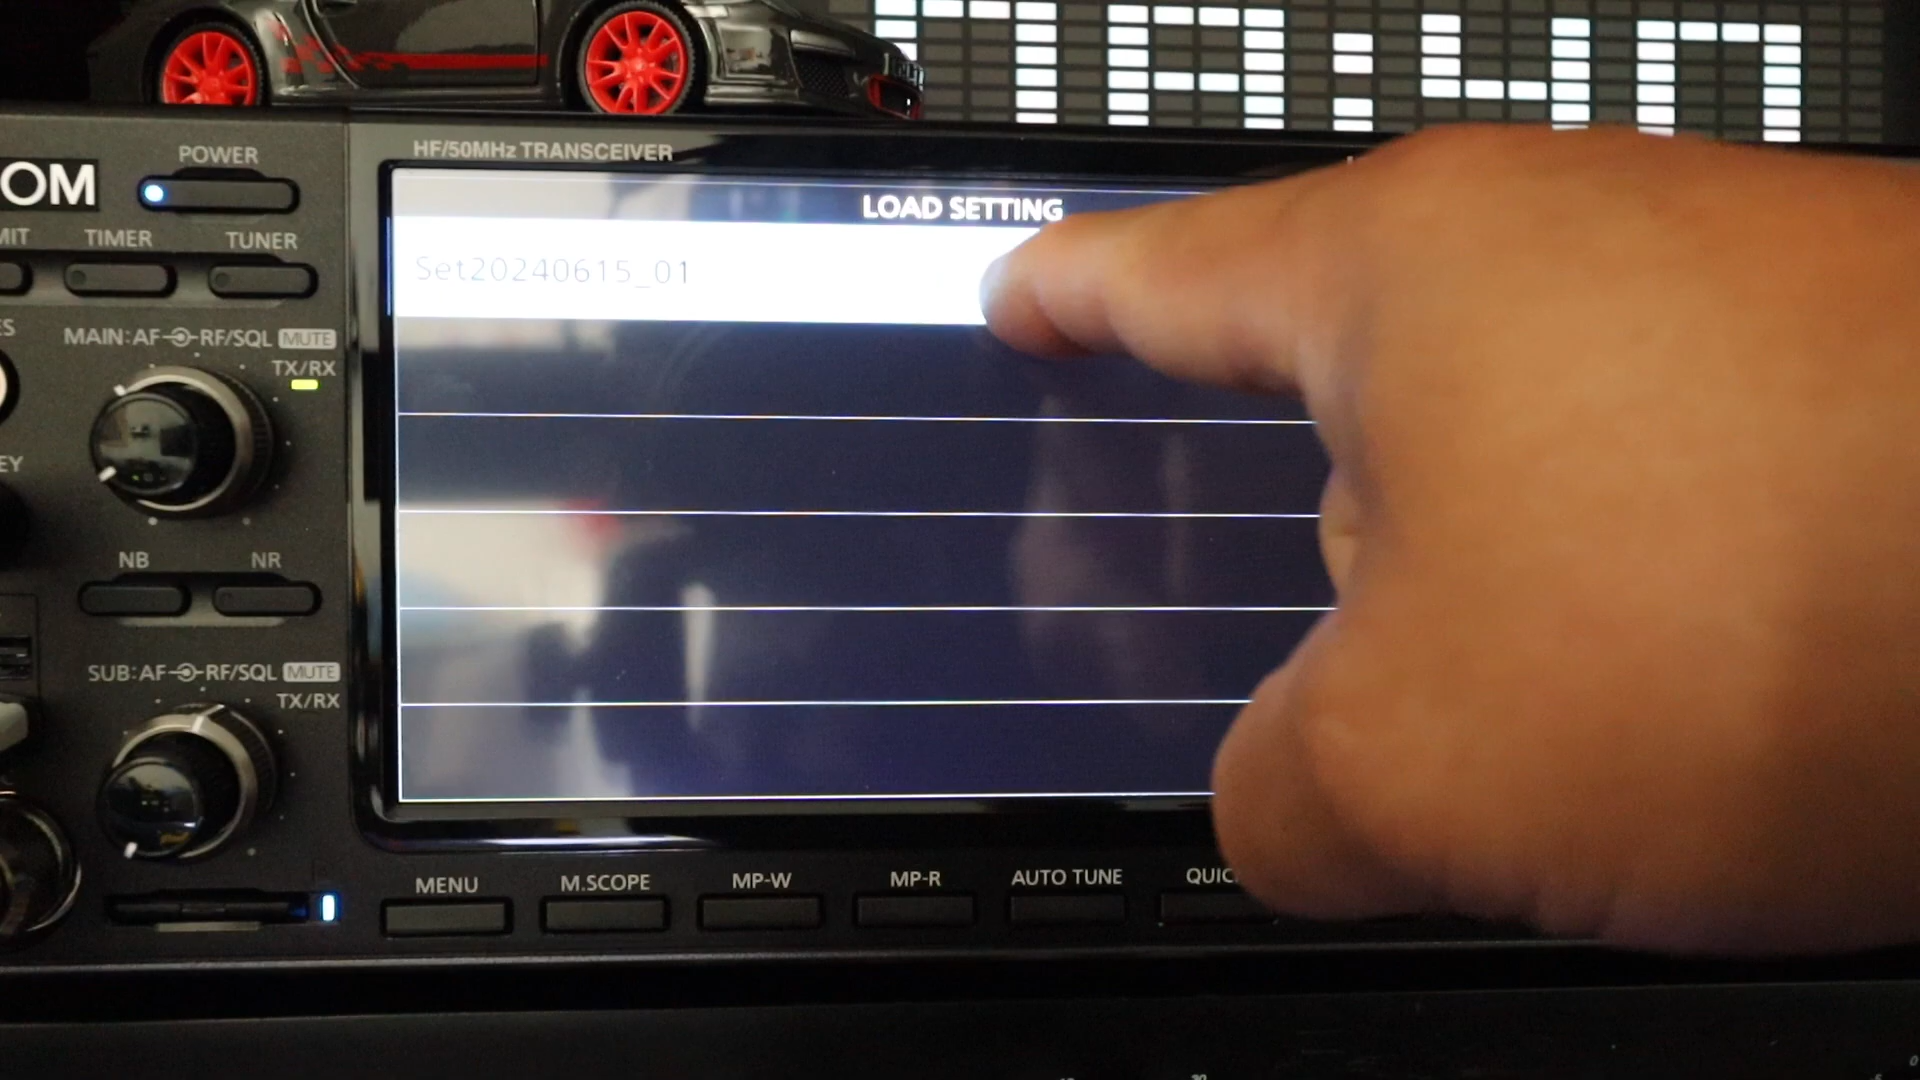 HF/50MHz TRANSCEIVER
POWER
OM
LOAD SETTING
MIT TIMER TUNER
Set20240615_01
MAIN:AF RF/SQL MUTE
TX/RX
NB NR
SUB:AF RF/SQL MUTE
TX/RX
MENU M.SCOPE MP-W MP-R AUTO TUNE QUIC